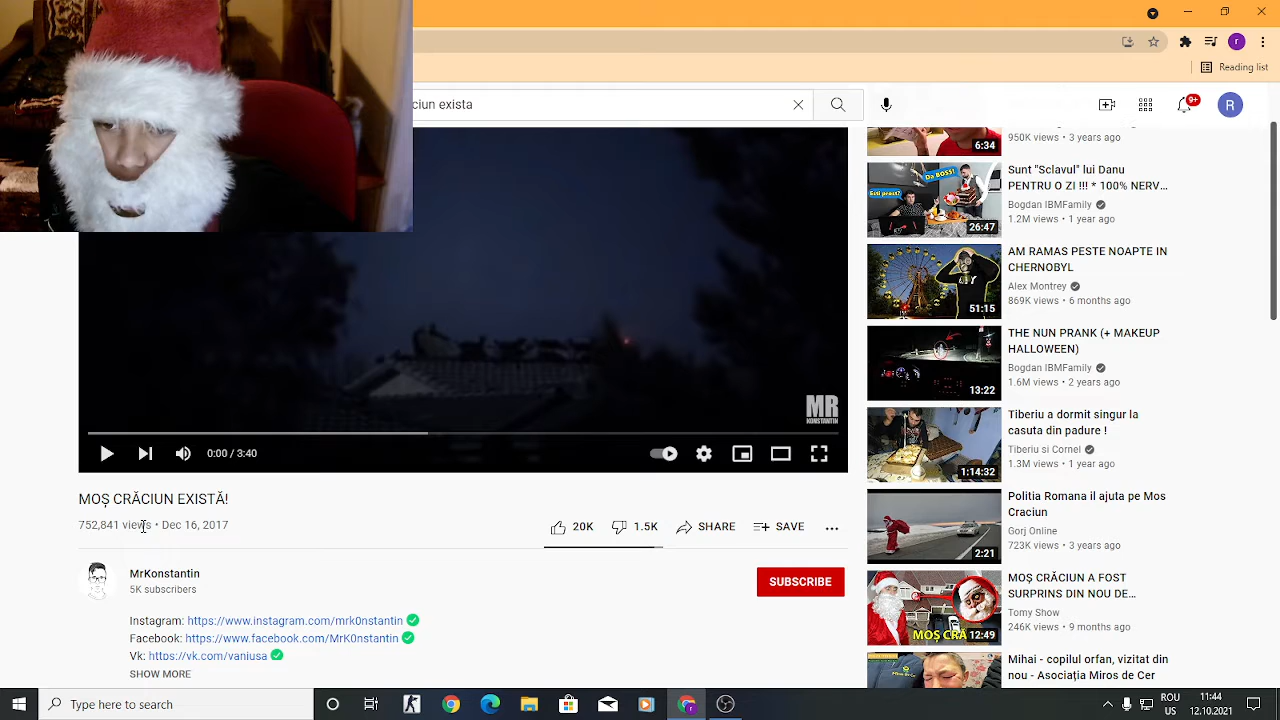 Reading list
ciun exista
9+
R
MR
KONSTANTIN
0:00 / 3:40
MOȘ CRĂCIUN EXISTĂ!
752,841 views • Dec 16, 2017
20K
1.5K
SHARE
SAVE
MrKonstantin
5K subscribers
SUBSCRIBE
Instagram: https://www.instagram.com/mrk0nstantin
Facebook: https://www.facebook.com/MrK0nstantin
Vk: https://vk.com/vaniusa
SHOW MORE
950K views • 3 years ago
6:34
Sunt "Sclavul" lui Danu
PENTRU O ZI !!! * 100% NERV...
Bogdan IBMFamily
1.2M views • 1 year ago
Da BOSS!
Esti prost?
26:47
AM RAMAS PESTE NOAPTE IN
CHERNOBYL
Alex Montrey
869K views • 6 months ago
51:15
THE NUN PRANK (+ MAKEUP
HALLOWEEN)
Bogdan IBMFamily
1.6M views • 2 years ago
13:22
Tiberiu a dormit singur la
casuta din padure !
Tiberiu si Cornel
1.3M views • 1 year ago
1:14:32
Politia Romana il ajuta pe Mos
Craciun
Gorj Online
723K views • 3 years ago
2:21
MOȘ CRĂCIUN A FOST
SURPRINS DIN NOU DE...
Tomy Show
246K views • 9 months ago
MOȘ CRĂ
12:49
Mihai– copilul orfan, vizitat din
nou - Asociația Miros de Cer
Type here to search
ROU
11:44
12.10.2021